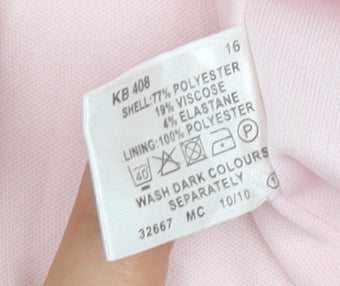 16
KB 408
SHELL:77% POLYESTER
19% VISCOSE
4% ELASTANE
LINING:100% POLYESTER
40 P
WASH DARK COLOURS
SEPARATELY
32667 MC 10/10 1